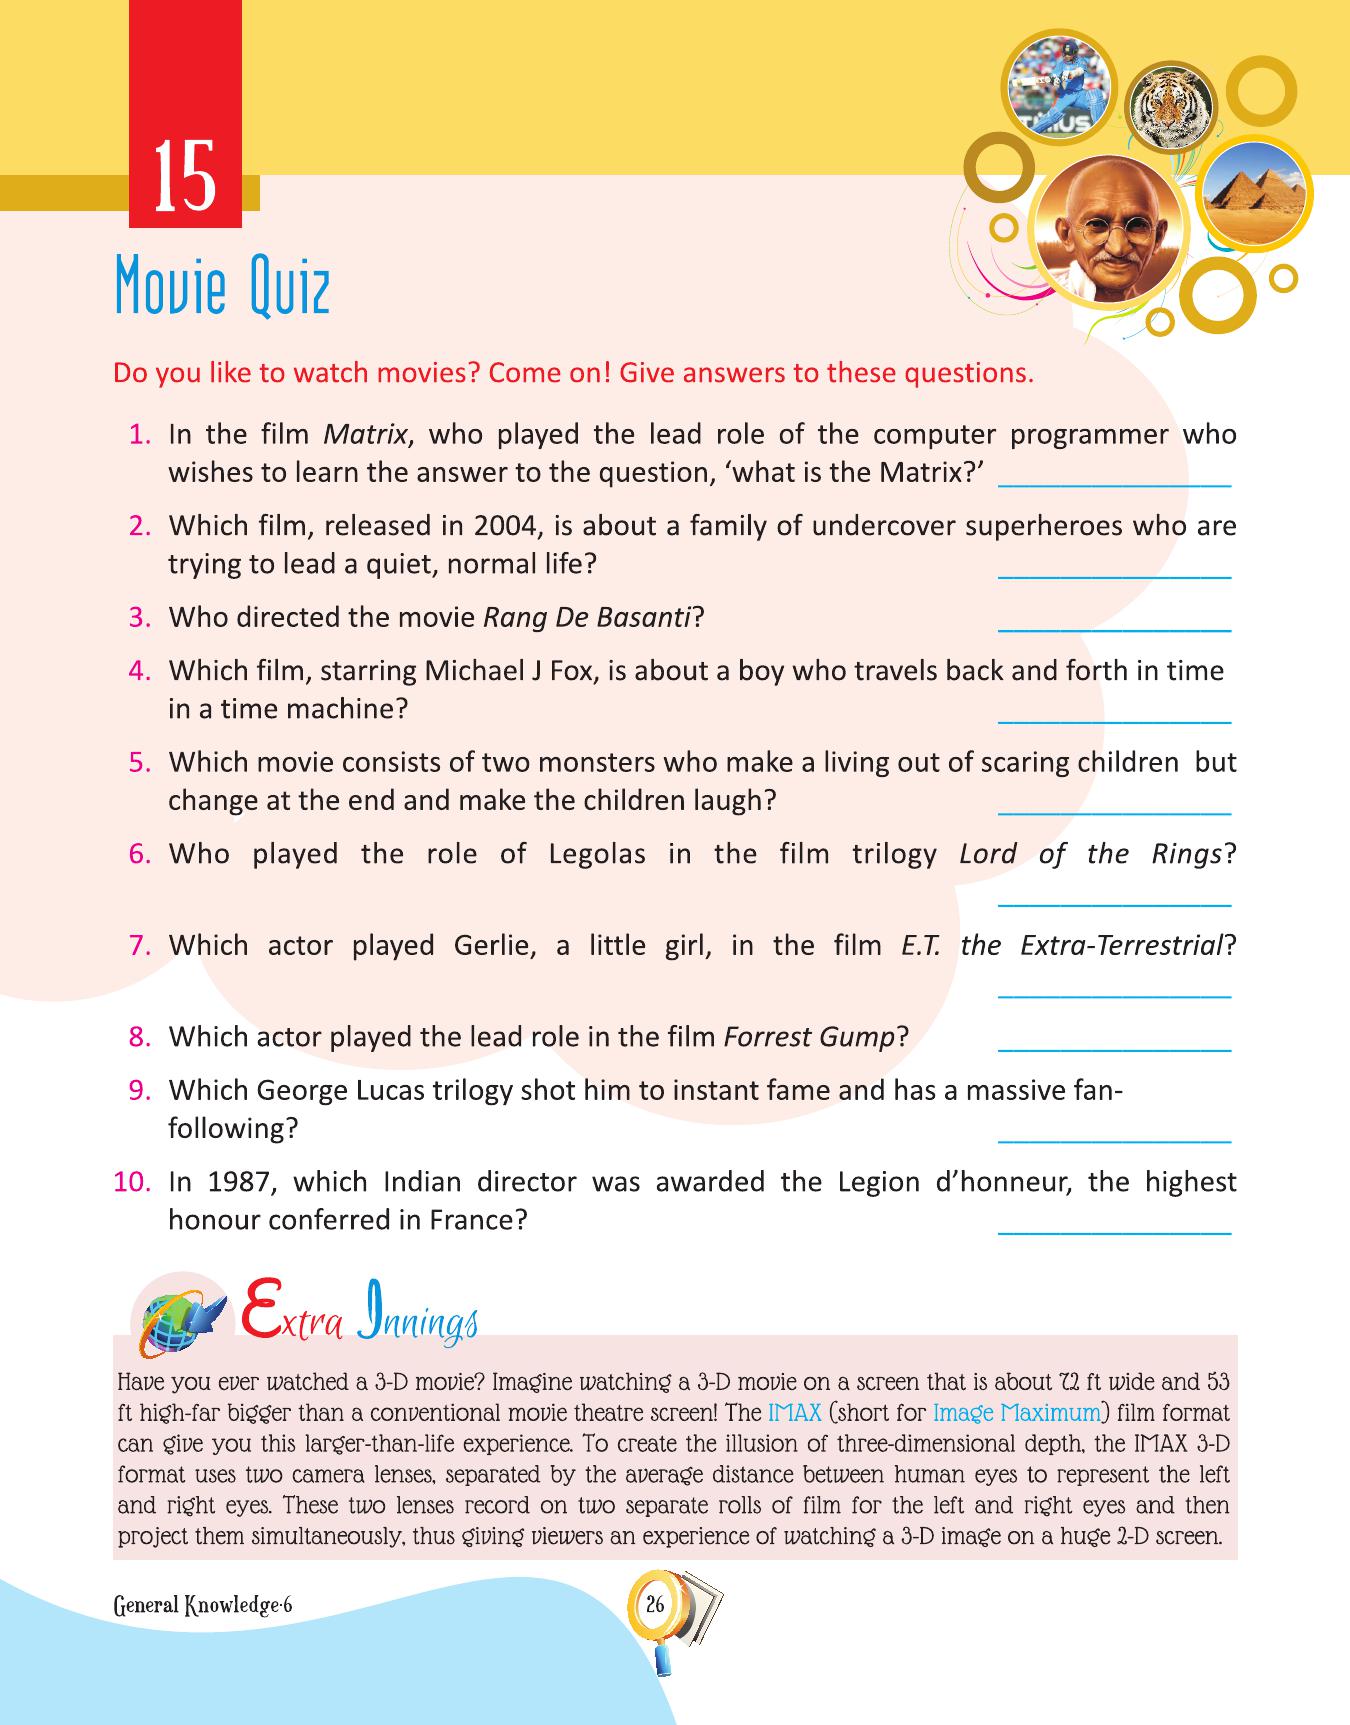 15
Movie Quiz
Do you like to watch movies? Come on! Give answers to these questions.
1. In the film Matrix, who played the lead role of the computer programmer who
wishes to learn the answer to the question, ‘what is the Matrix?’ _______________
2. Which film, released in 2004, is about a family of undercover superheroes who are
trying to lead a quiet, normal life? _______________
3. Who directed the movie Rang De Basanti? _______________
4. Which film, starring Michael J Fox, is about a boy who travels back and forth in time
in a time machine? _______________
5. Which movie consists of two monsters who make a living out of scaring children but
change at the end and make the children laugh? _______________
6. Who played the role of Legolas in the film trilogy Lord of the Rings?
_______________
7. Which actor played Gerlie, a little girl, in the film E.T. the Extra-Terrestrial?
_______________
8. Which actor played the lead role in the film Forrest Gump? _______________
9. Which George Lucas trilogy shot him to instant fame and has a massive fan-
following? _______________
10. In 1987, which Indian director was awarded the Legion d’honneur, the highest
honour conferred in France? _______________
Extra Innings
Have you ever watched a 3-D movie? Imagine watching a 3-D movie on a screen that is about 72 ft wide and 53
ft high-far bigger than a conventional movie theatre screen! The IMAX (short for Image Maximum) film format
can give you this larger-than-life experience. To create the illusion of three-dimensional depth, the IMAX 3-D
format uses two camera lenses, separated by the average distance between human eyes to represent the left
and right eyes. These two lenses record on two separate rolls of film for the left and right eyes and then
project them simultaneously, thus giving viewers an experience of watching a 3-D image on a huge 2-D screen.
General Knowledge-6
26